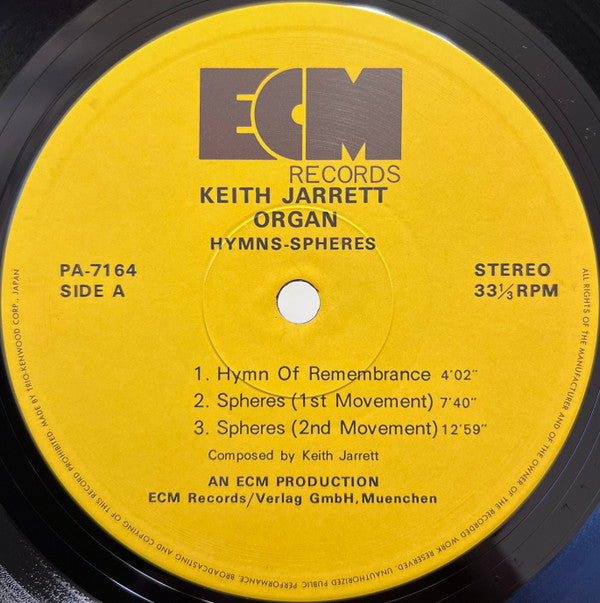 ECM
RECORDS
KEITH JARRETT
ORGAN
HYMNS-SPHERES
PA-7164
SIDE A
STEREO
33⅓ RPM
1. Hymn Of Remembrance 4'02"
2. Spheres (1st Movement) 7'40"
3. Spheres (2nd Movement) 12'59"
Composed by Keith Jarrett
AN ECM PRODUCTION
ECM Records/Verlag GmbH, Muenchen
ALL RIGHTS OF THE MANUFACTURER AND OF THE OWNER OF THE RECORDED WORK RESERVED. UNAUTHORIZED PUBLIC PERFORMANCE, BROADCASTING AND COPYING OF THIS RECORD PROHIBITED. MADE BY TRIO-KENWOOD CORP., JAPAN